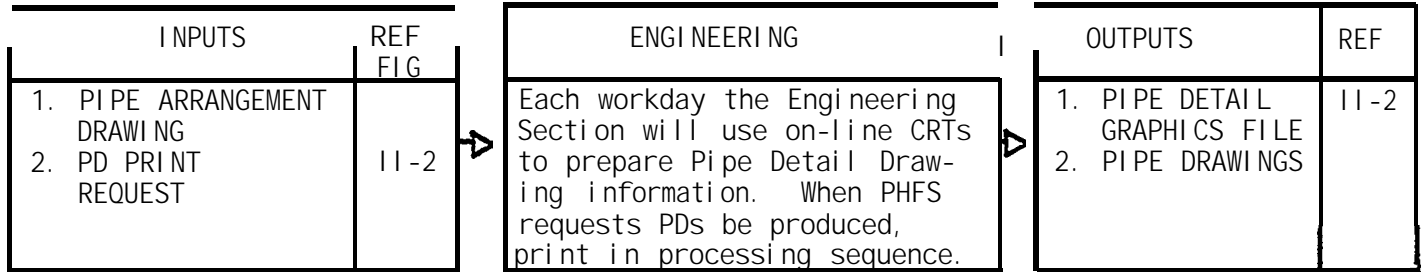 INPUTS
REF
FIG
1. PIPE ARRANGEMENT
DRAWING
2. PD PRINT
REQUEST
II-2
ENGINEERING
Each workday the Engineering
Section will use on-line CRTs
to prepare Pipe Detail Draw-
ing information. When PHFS
requests PDs be produced,
print in processing sequence.
OUTPUTS
REF
1. PIPE DETAIL
GRAPHICS FILE
2. PIPE DRAWINGS
II-2